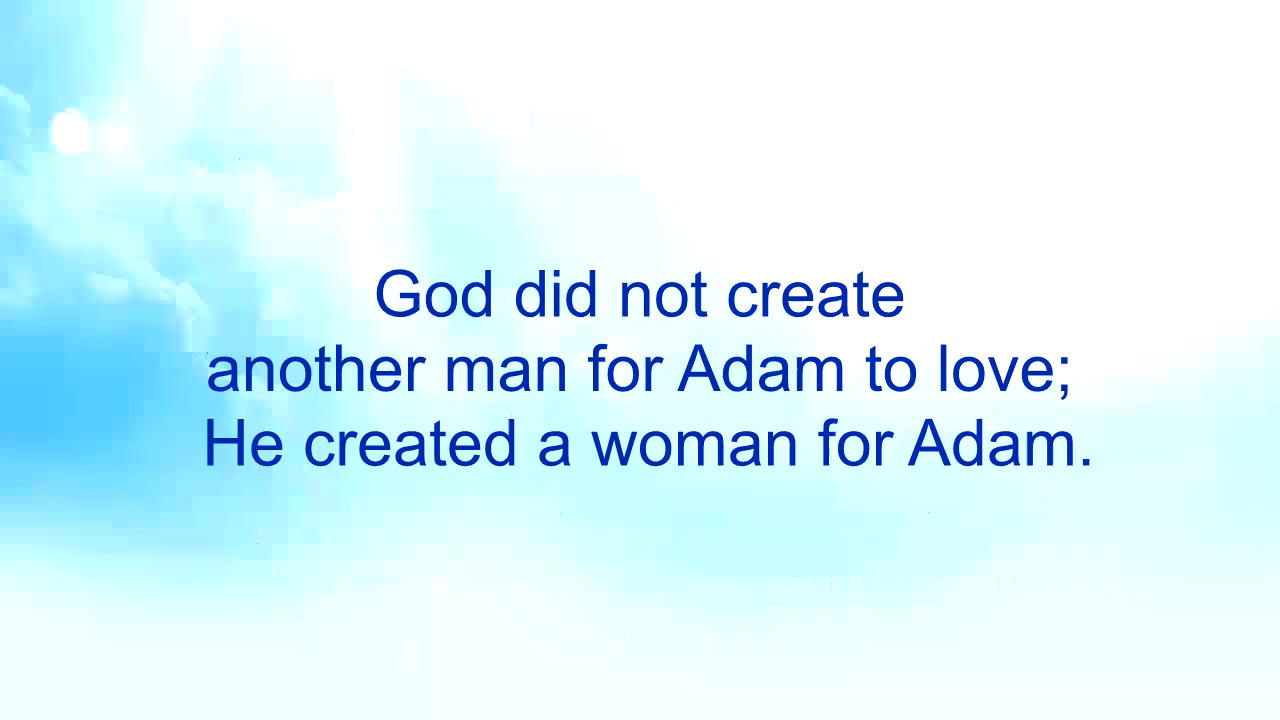 God did not create
another man for Adam to love;
He created a woman for Adam.